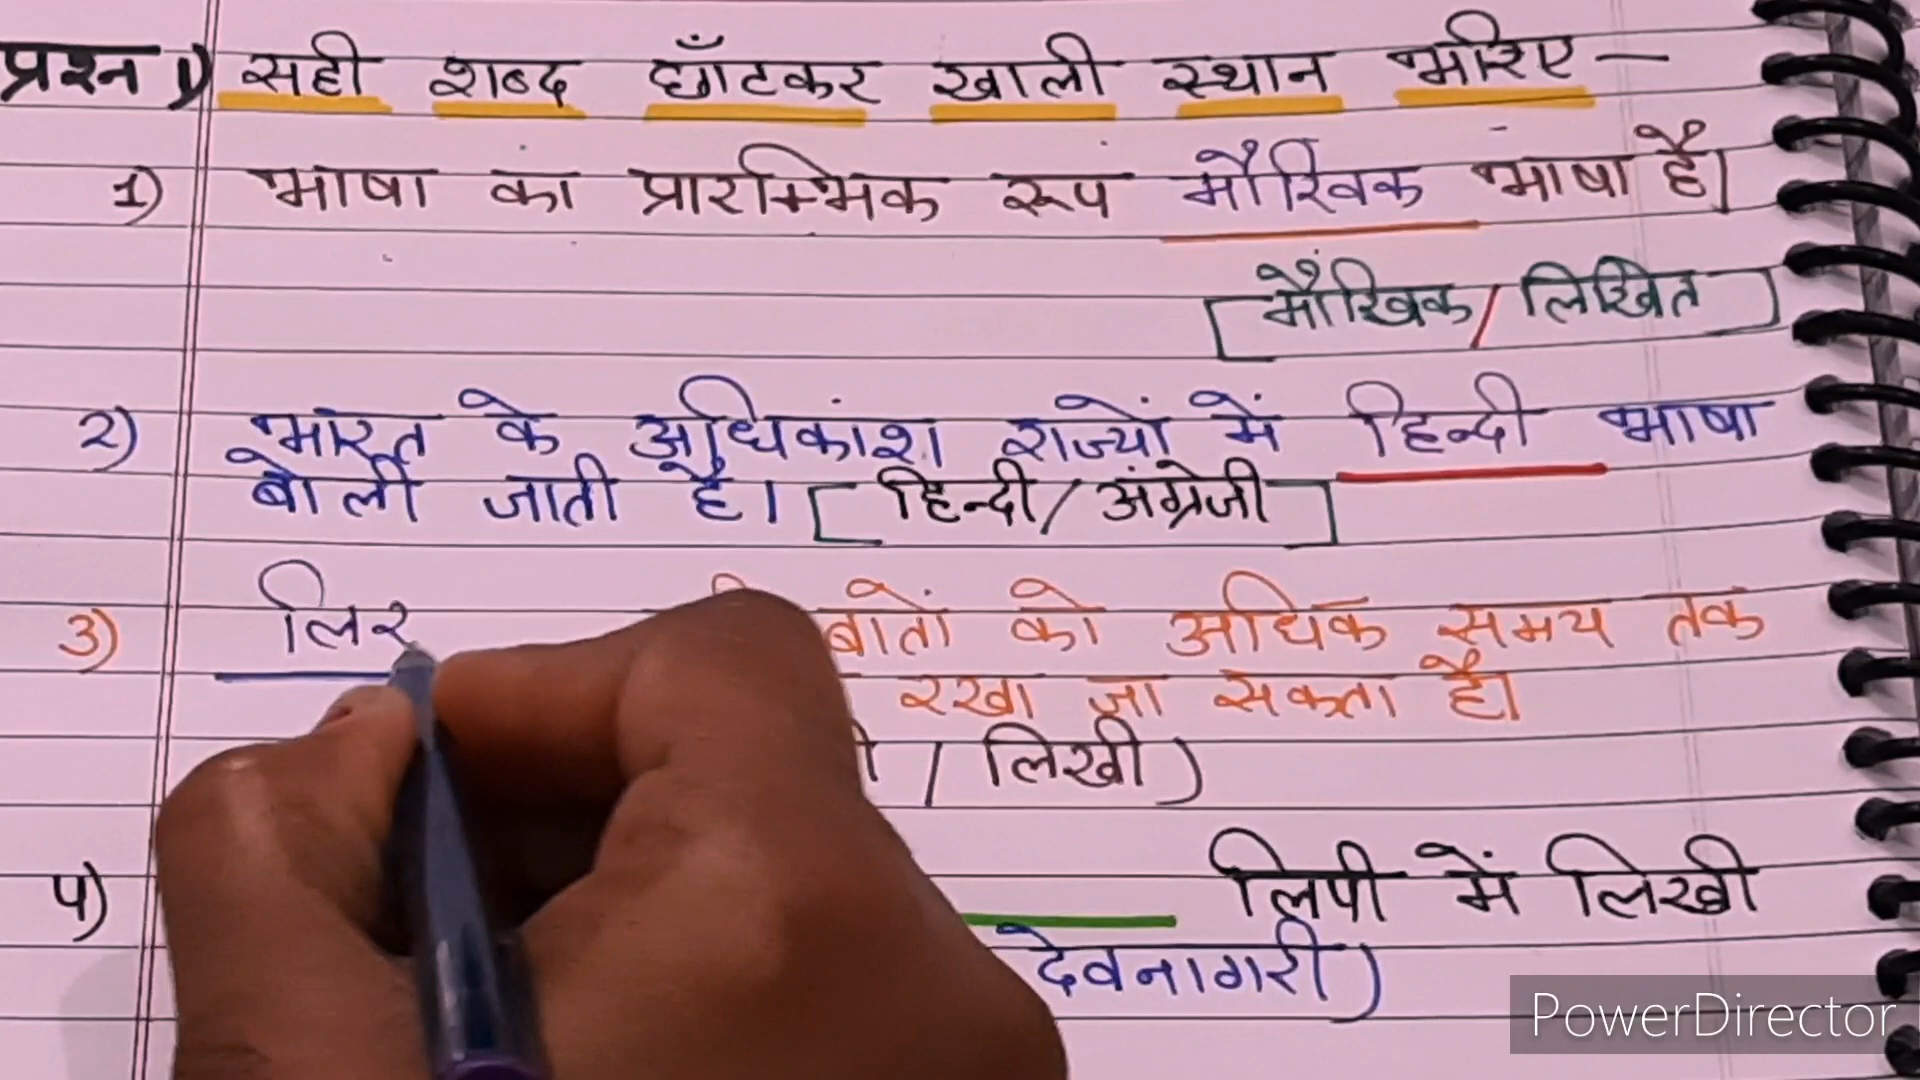 प्रश्न 1) सही शब्द छाँटकर खाली स्थान भरिए —
1) भाषा का प्रारम्भिक रूप मौखिक भाषा है।
[मौखिक / लिखित]
2) भारत के अधिकांश राज्यों में हिन्दी भाषा
बोली जाती है। [हिन्दी / अंग्रेजी]
3) बातों को अधिक समय तक
रखा जा सकता है।
/ लिखी)
4) लिपी में लिखी
देवनागरी)
PowerDirector